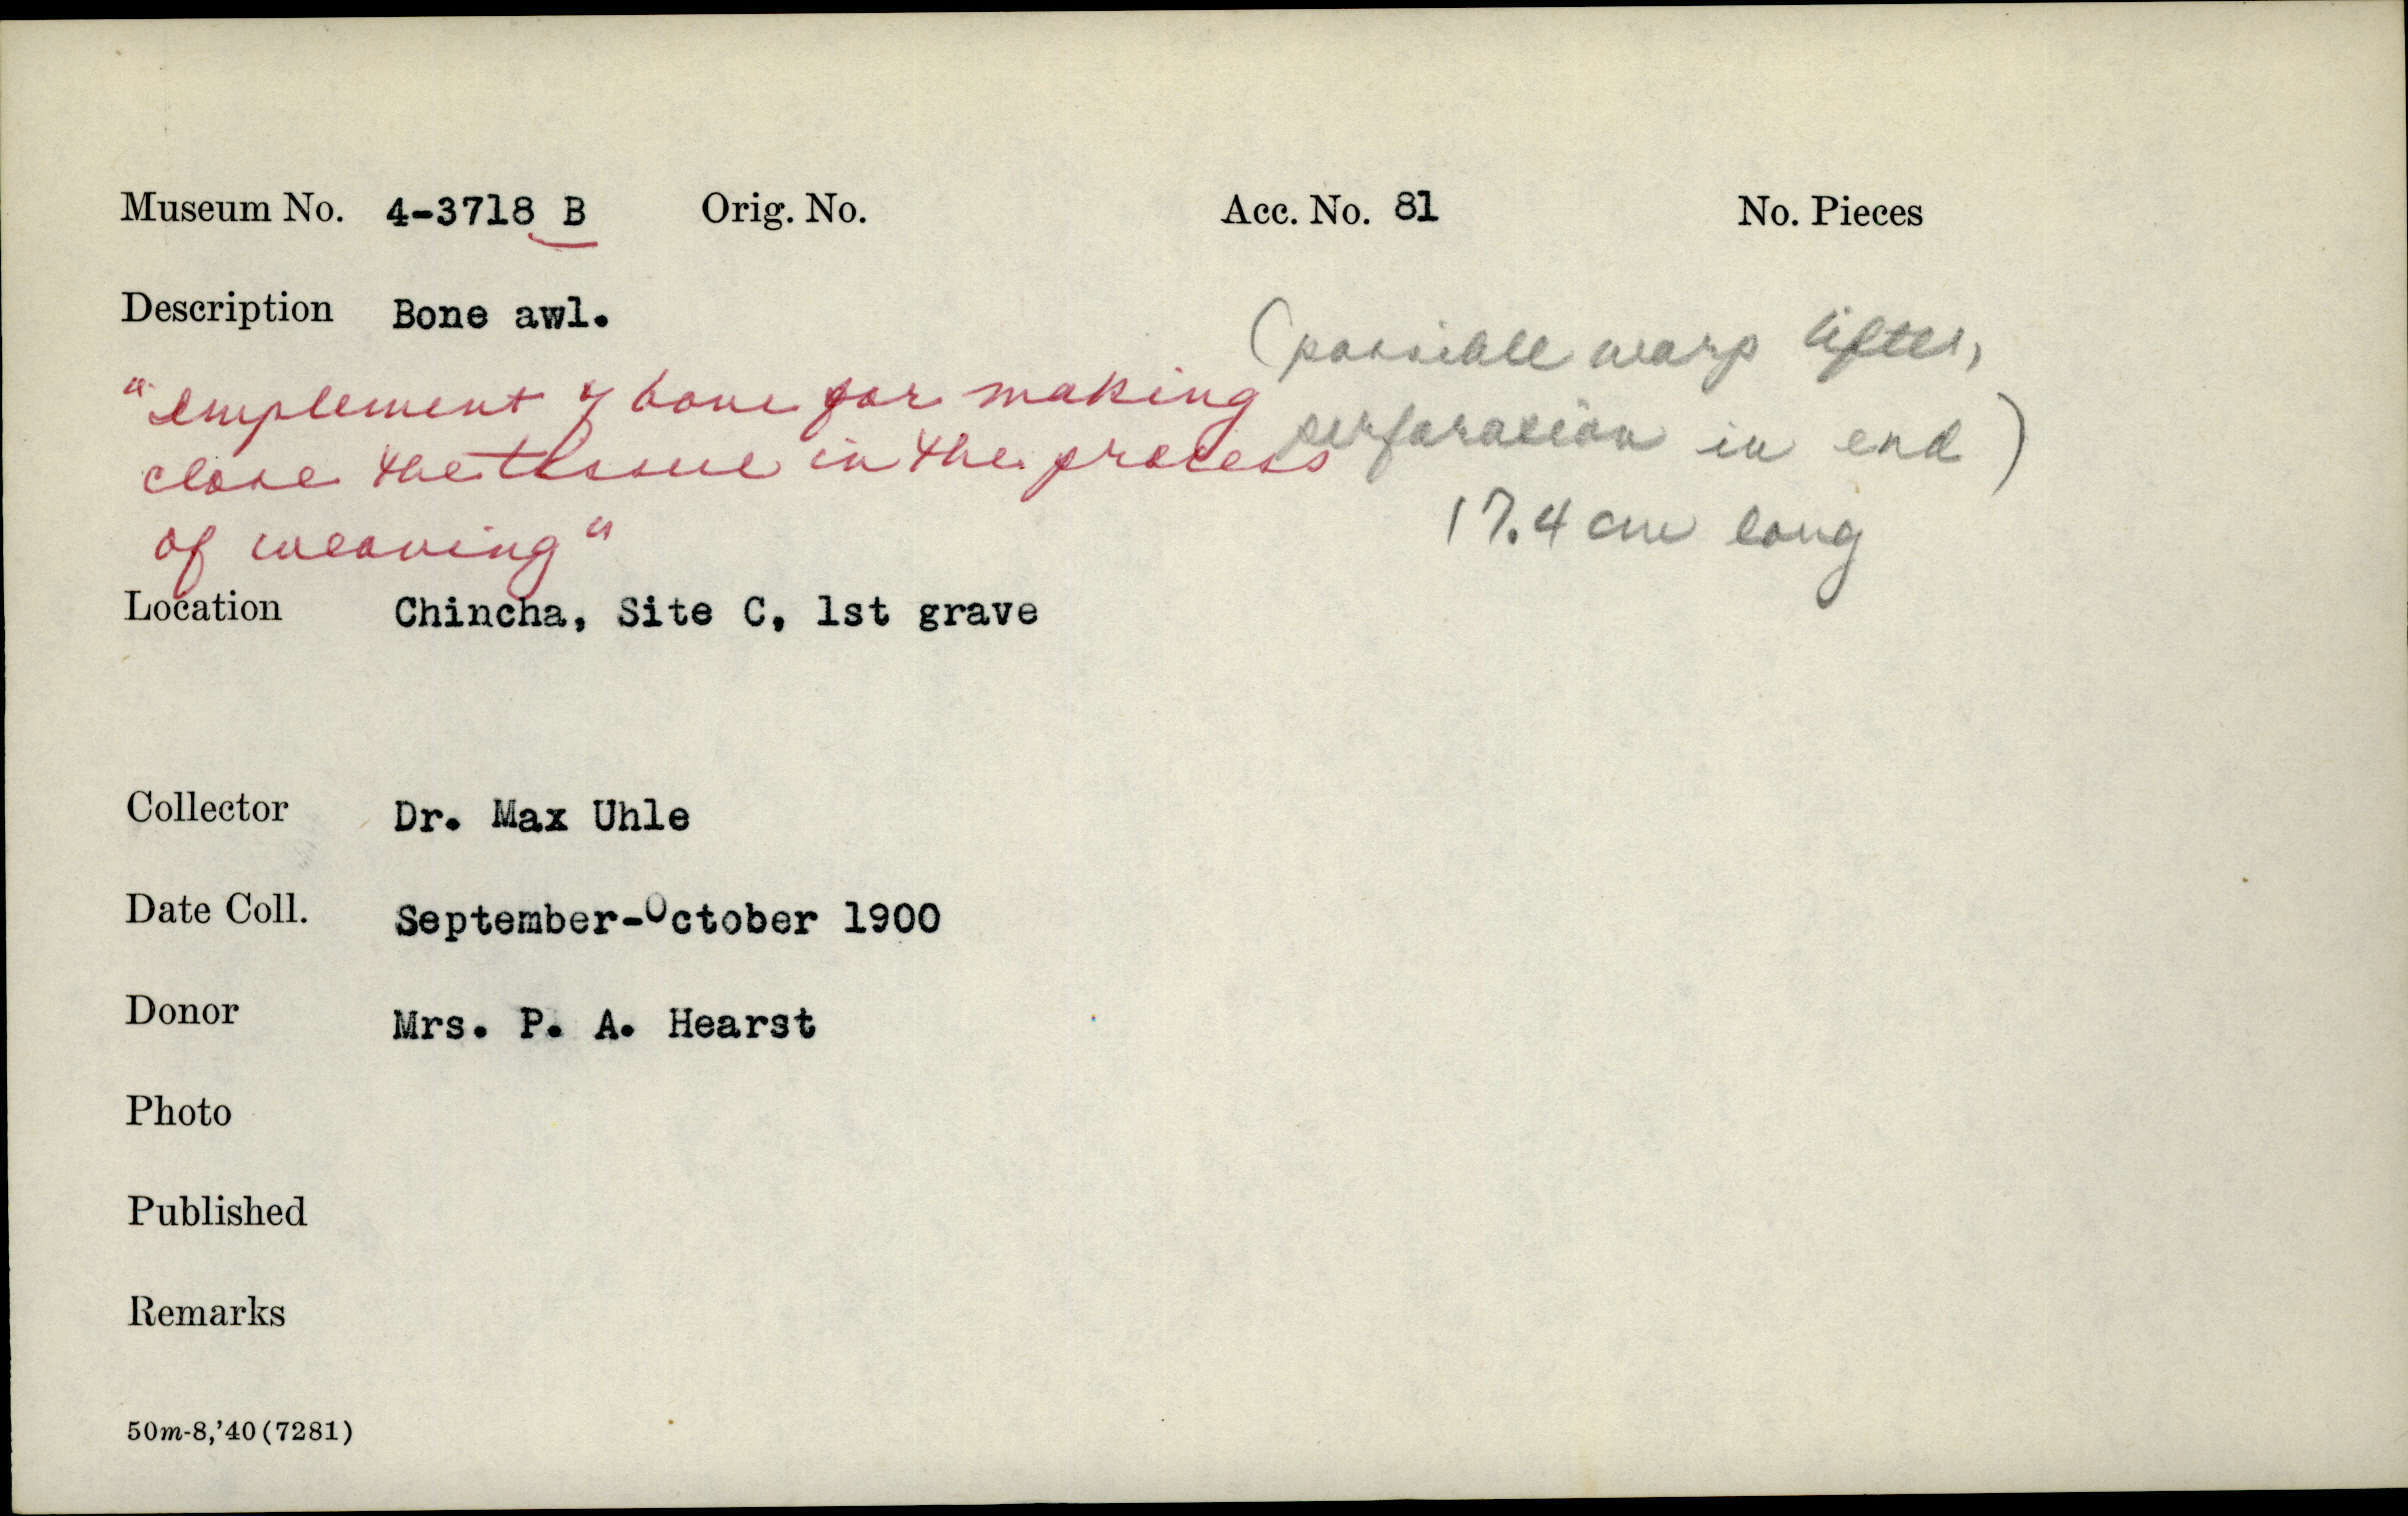 Museum No. 4-3718 B Orig. No. Acc. No. 81 No. Pieces
Description Bone awl.
(possible warp lifter,
perforation in end)
17.4 cm long
"Implement of bone for making
close the tissue in the process
of weaving"
Location Chincha, Site C, 1st grave
Collector Dr. Max Uhle
Date Coll. September-October 1900
Donor Mrs. P. A. Hearst
Photo
Published
Remarks
50m-8,'40(7281)